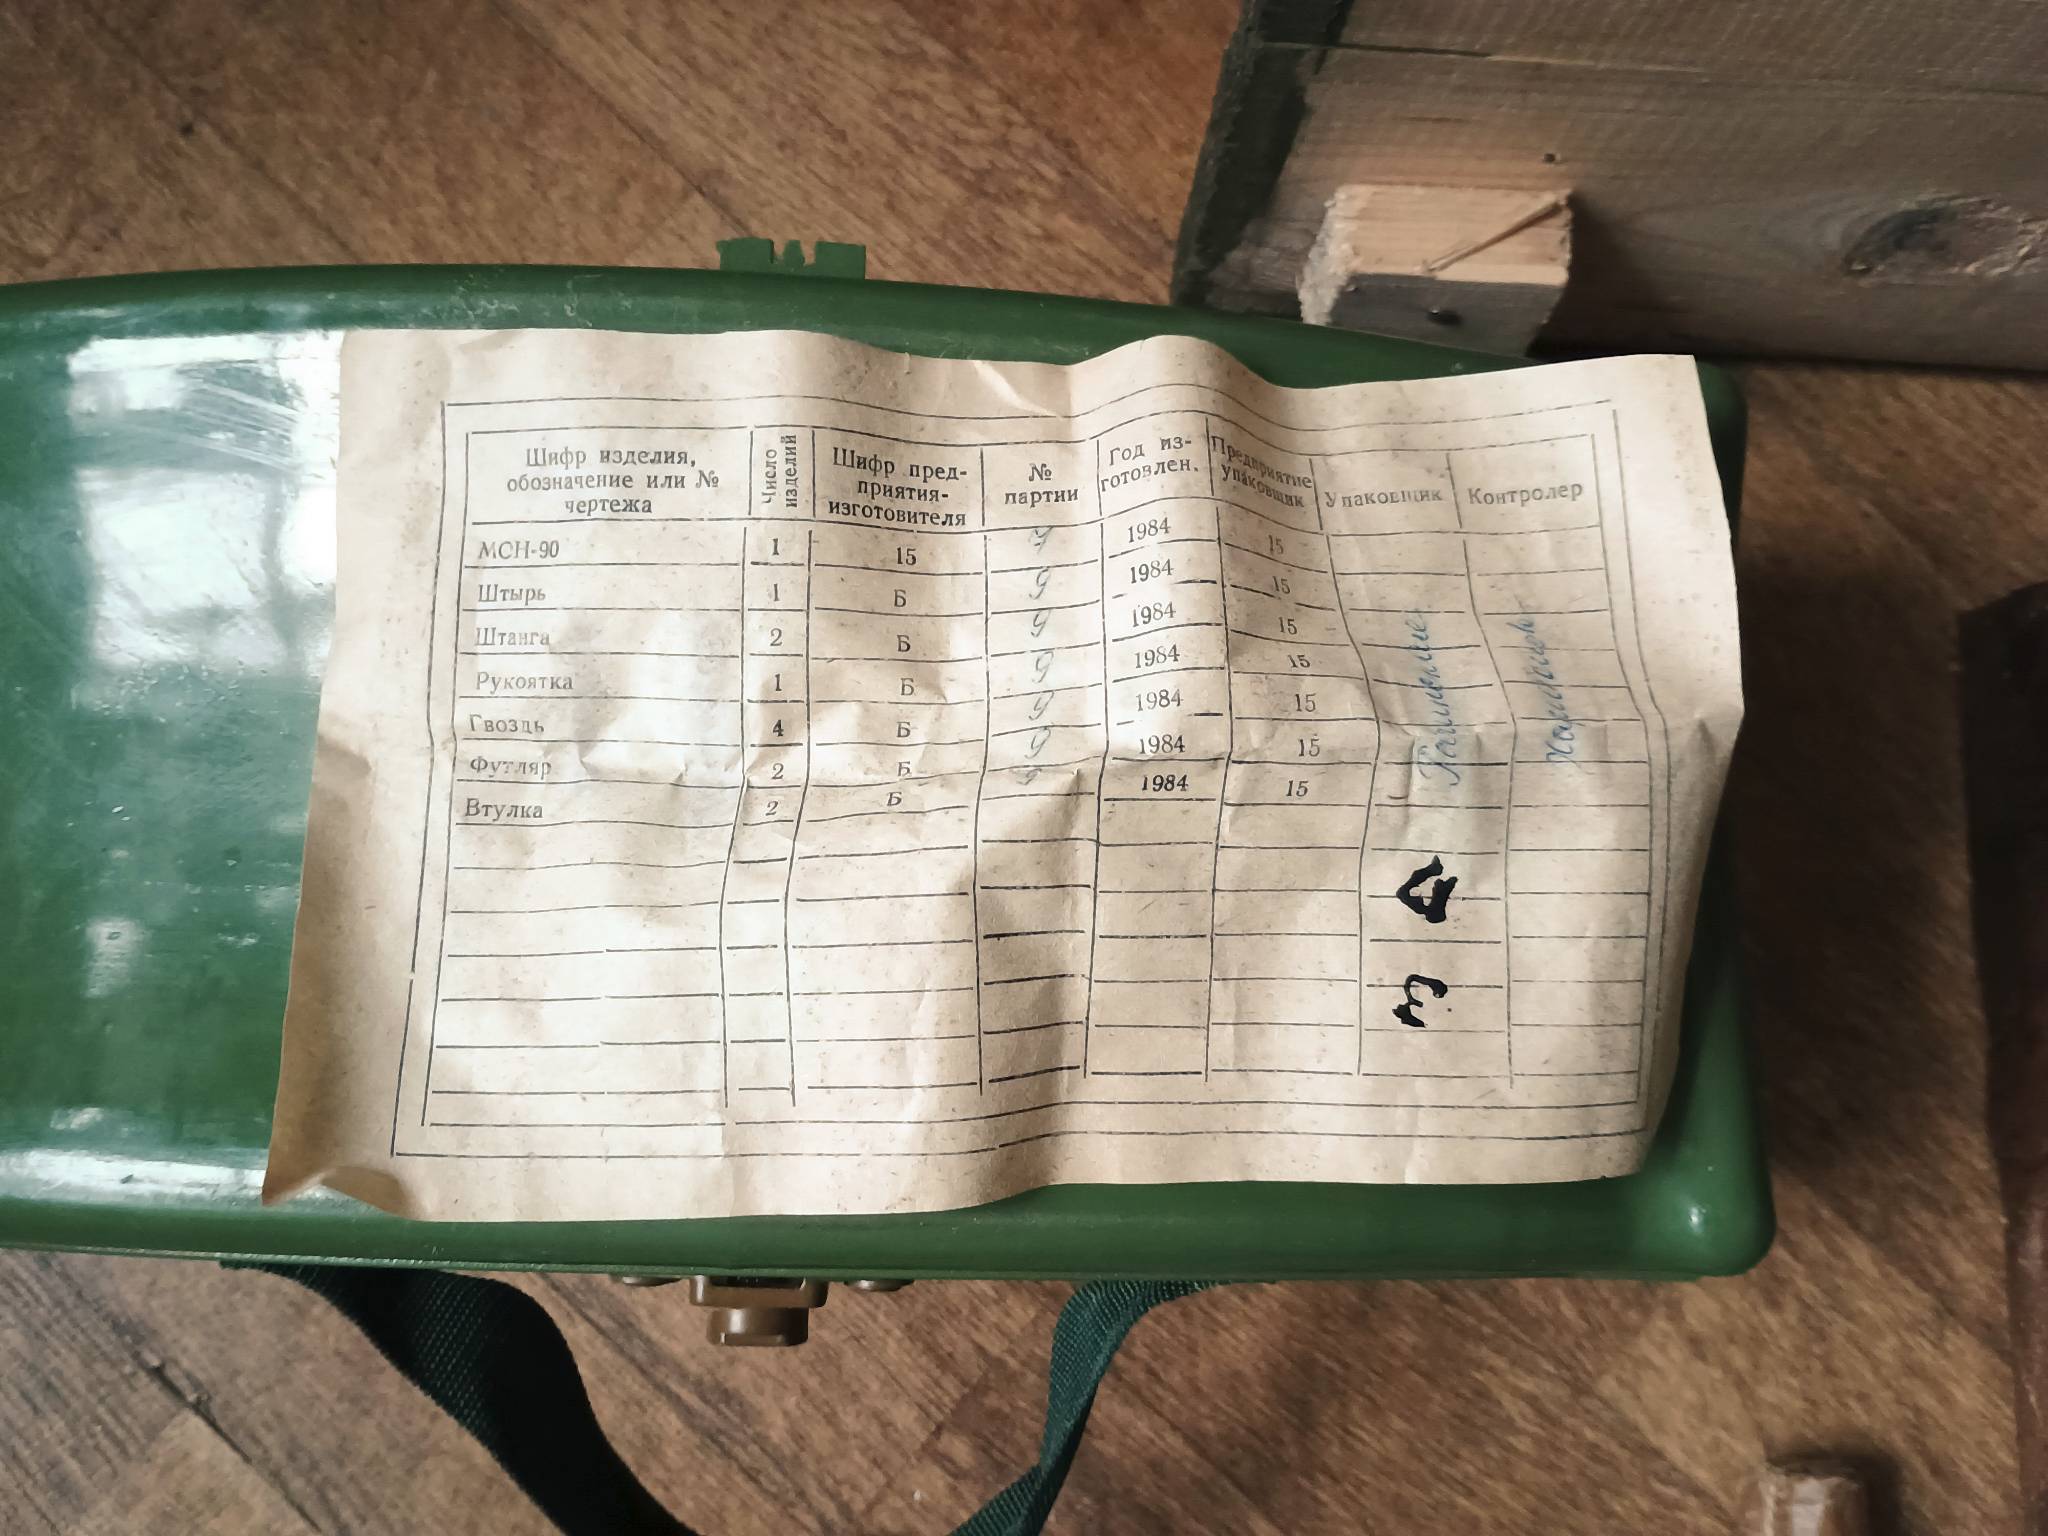 Шифр изделия, обозначение или № чертежа Число изделий Шифр пред-приятия-изготовителя № партии Год из-готовлен. Предприятие упаковщик Упаковщик Контролер
МСН-90 1 15 9 1984 15
Штырь 1 Б 9 1984 15
Штанга 2 Б 9 1984 15
Рукоятка 1 Б 9 1984 15
Гвоздь 4 Б 9 1984 15
Футляр 2 Б 9 1984 15
Втулка 2 Б 1984 15